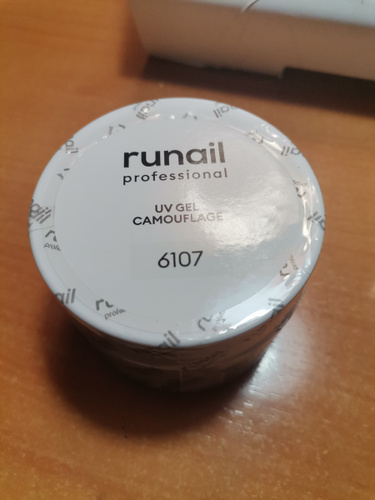 runail
professional
UV GEL
CAMOUFLAGE
6107